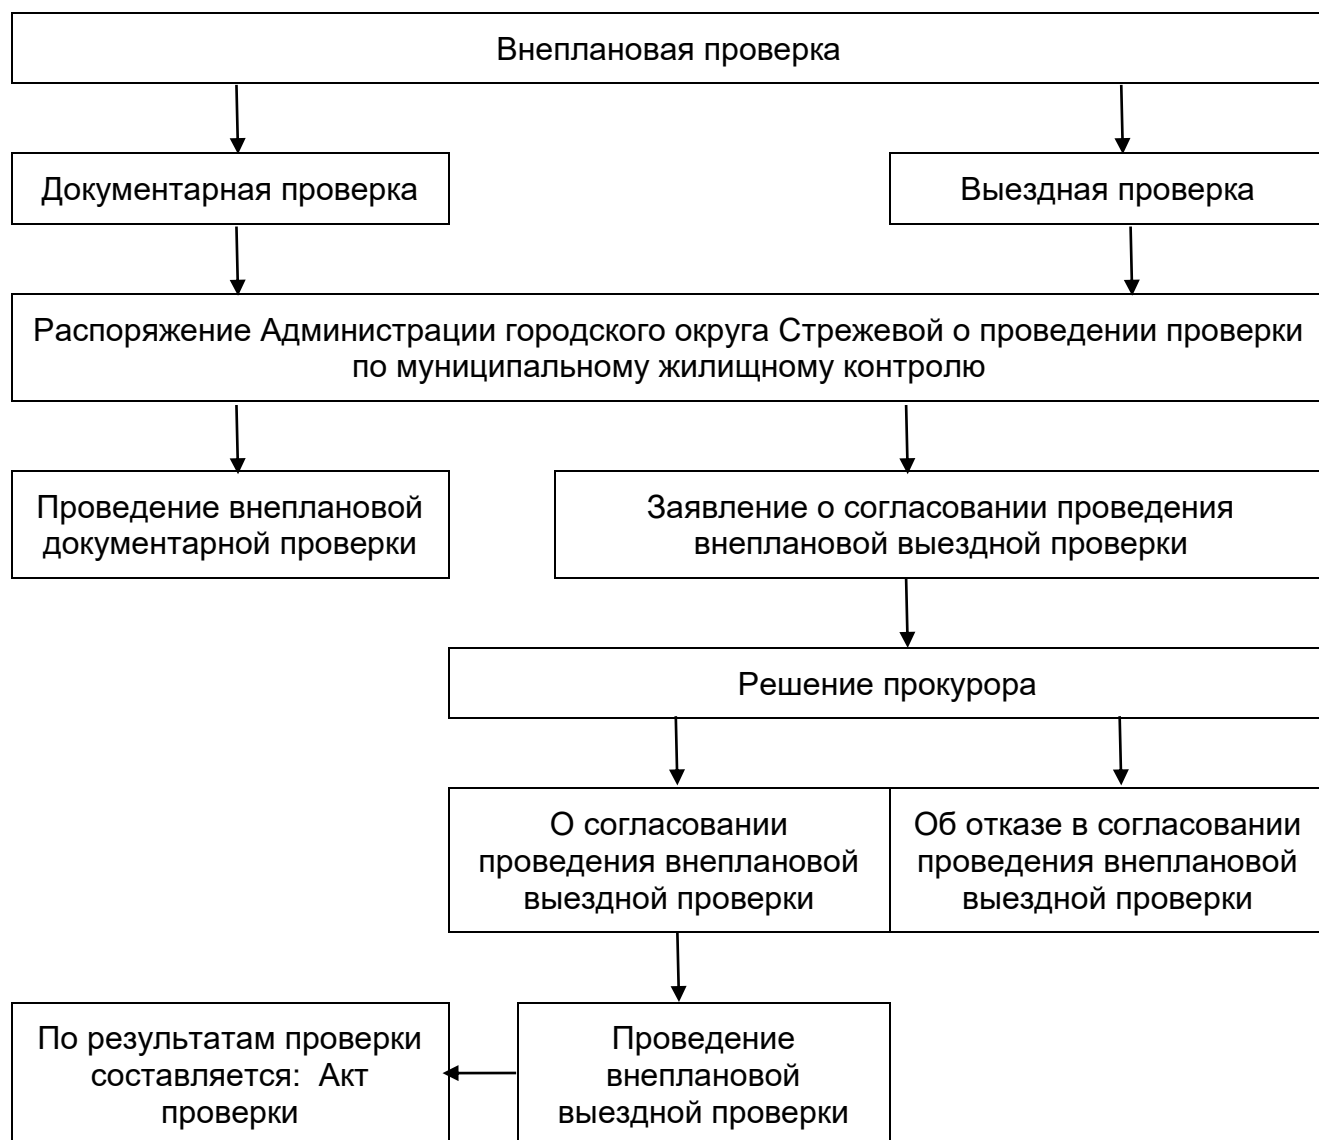 Внеплановая проверка
Документарная проверка
Выездная проверка
Распоряжение Администрации городского округа Стрежевой о проведении проверки
по муниципальному жилищному контролю
Проведение внеплановой
документарной проверки
Заявление о согласовании проведения
внеплановой выездной проверки
Решение прокурора
О согласовании
проведения внеплановой
выездной проверки
Об отказе в согласовании
проведения внеплановой
выездной проверки
По результатам проверки
составляется: Акт
проверки
Проведение
внеплановой
выездной проверки